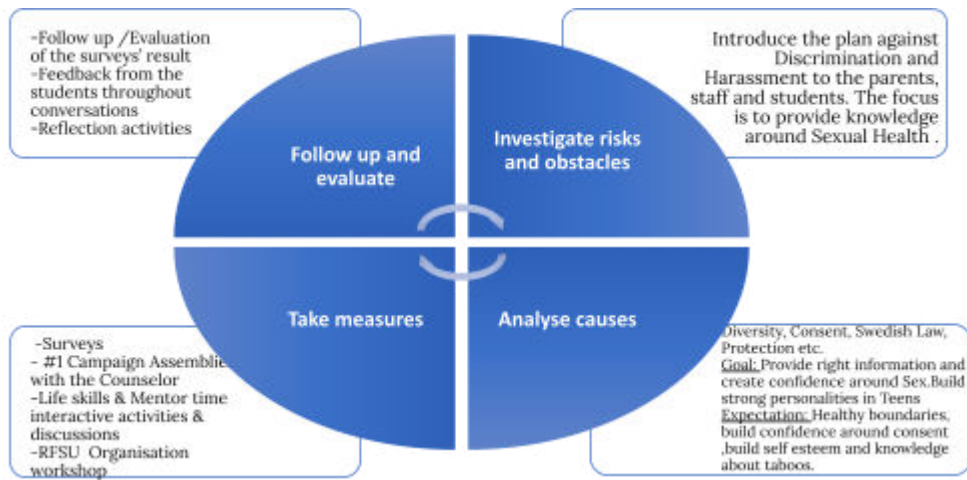 -Follow up /Evaluation
of the surveys' result
-Feedback from the
students throughout
conversations
-Reflection activities
Follow up and
evaluate
Investigate risks
and obstacles
Introduce the plan against
Discrimination and
Harassment to the parents,
staff and students. The focus
is to provide knowledge
around Sexual Health .
-Surveys
- #1 Campaign Assemblie
with the Counselor
-Life skills & Mentor time
interactive activities &
discussions
-RFSU Organisation
workshop
Take measures
Analyse causes
Diversity, Consent, Swedish Law,
Protection etc.
Goal: Provide right information and
create confidence around Sex.Build
strong personalities in Teens
Expectation: Healthy boundaries,
build confidence around consent
,build self esteem and knowledge
about taboos.